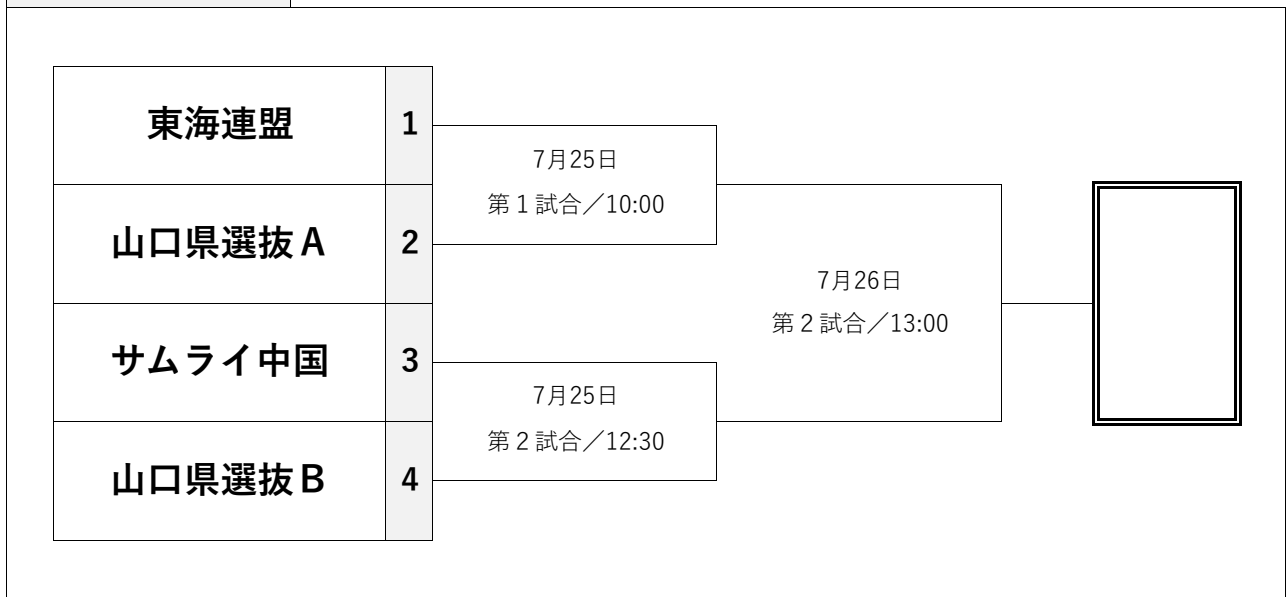 東海連盟
1
7月25日
第１試合／10:00
山口県選抜Ａ
2
7月26日
第２試合／13:00
サムライ中国
3
7月25日
第２試合／12:30
山口県選抜Ｂ
4